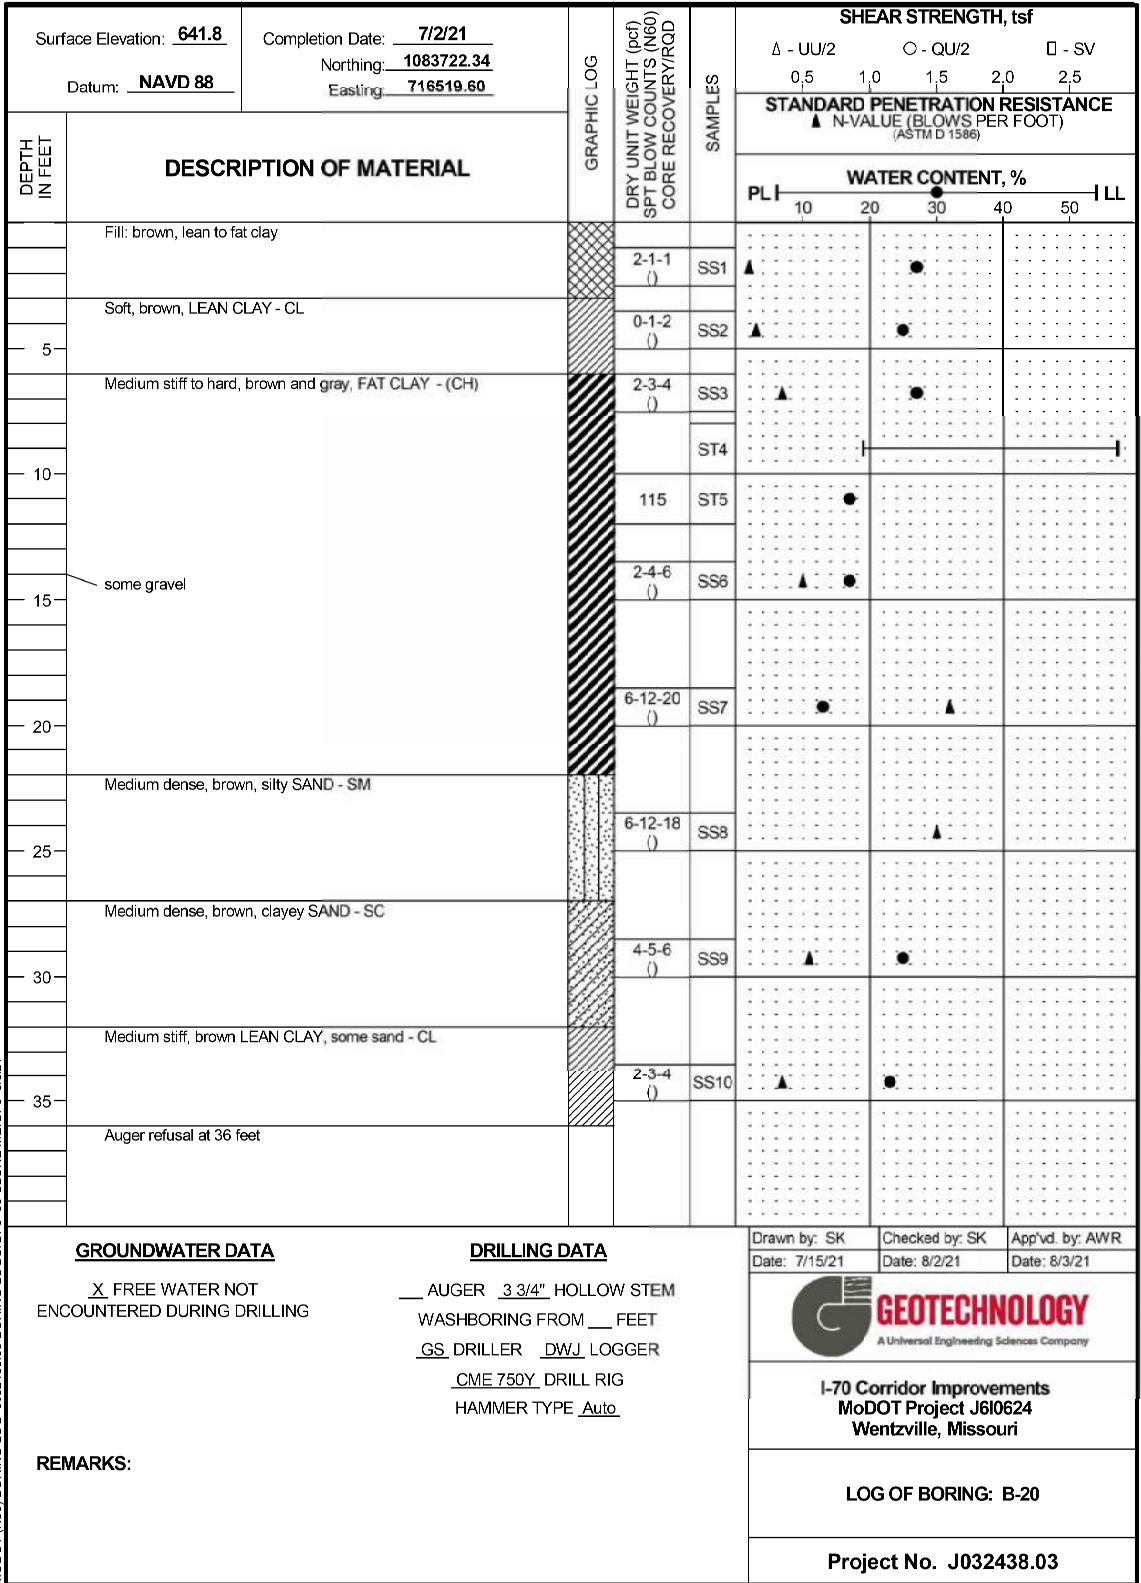 Surface Elevation: 641.8
Datum: NAVD 88
Completion Date: 7/2/21
Northing: 1083722.34
Easting: 716519.60
GRAPHIC LOG
DRY UNIT WEIGHT (pcf)
SPT BLOW COUNTS (N60)
CORE RECOVERY/RQD
SAMPLES
SHEAR STRENGTH, tsf
Δ - UU/2 ○ - QU/2 □ - SV
0.5 1.0 1.5 2.0 2.5
STANDARD PENETRATION RESISTANCE
▲ N-VALUE (BLOWS PER FOOT)
(ASTM D 1586)
WATER CONTENT, %
PL LL
10 20 30 40 50
DEPTH
IN FEET
DESCRIPTION OF MATERIAL
Fill: brown, lean to fat clay
2-1-1
()
SS1
Soft, brown, LEAN CLAY - CL
0-1-2
()
SS2
5
Medium stiff to hard, brown and gray, FAT CLAY - (CH)
2-3-4
()
SS3
ST4
10
115 ST5
some gravel
2-4-6
()
SS6
15
6-12-20
()
SS7
20
Medium dense, brown, silty SAND - SM
6-12-18
()
SS8
25
Medium dense, brown, clayey SAND - SC
4-5-6
()
SS9
30
Medium stiff, brown LEAN CLAY, some sand - CL
2-3-4
()
SS10
35
Auger refusal at 36 feet
GROUNDWATER DATA
X FREE WATER NOT
ENCOUNTERED DURING DRILLING
DRILLING DATA
___ AUGER 3 3/4" HOLLOW STEM
WASHBORING FROM ___ FEET
GS DRILLER DWJ LOGGER
CME 750Y DRILL RIG
HAMMER TYPE Auto
REMARKS:
Drawn by: SK Checked by: SK App'vd. by: AWR
Date: 7/15/21 Date: 8/2/21 Date: 8/3/21
GEOTECHNOLOGY
A Universal Engineering Sciences Company
I-70 Corridor Improvements
MoDOT Project J6I0624
Wentzville, Missouri
LOG OF BORING: B-20
Project No. J032438.03